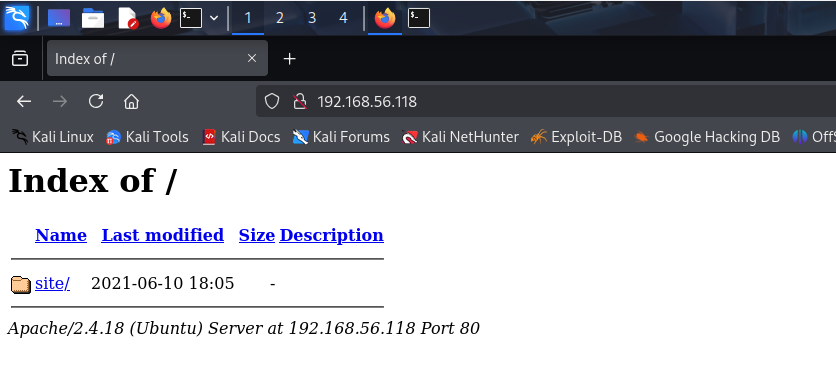 1 2 3 4
Index of /
192.168.56.118
Kali Linux Kali Tools Kali Docs Kali Forums Kali NetHunter Exploit-DB Google Hacking DB OffS
Index of /
Name Last modified Size Description
site/ 2021-06-10 18:05 -
Apache/2.4.18 (Ubuntu) Server at 192.168.56.118 Port 80